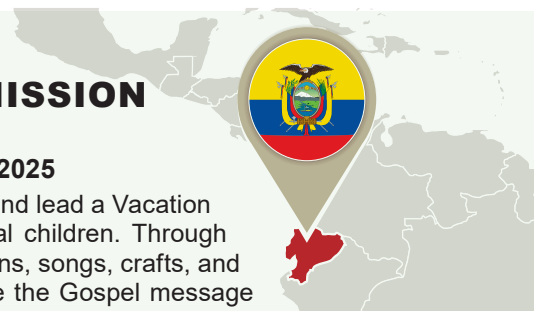 MISSION
2025
nd lead a Vacation
al children. Through
ns, songs, crafts, and
e the Gospel message